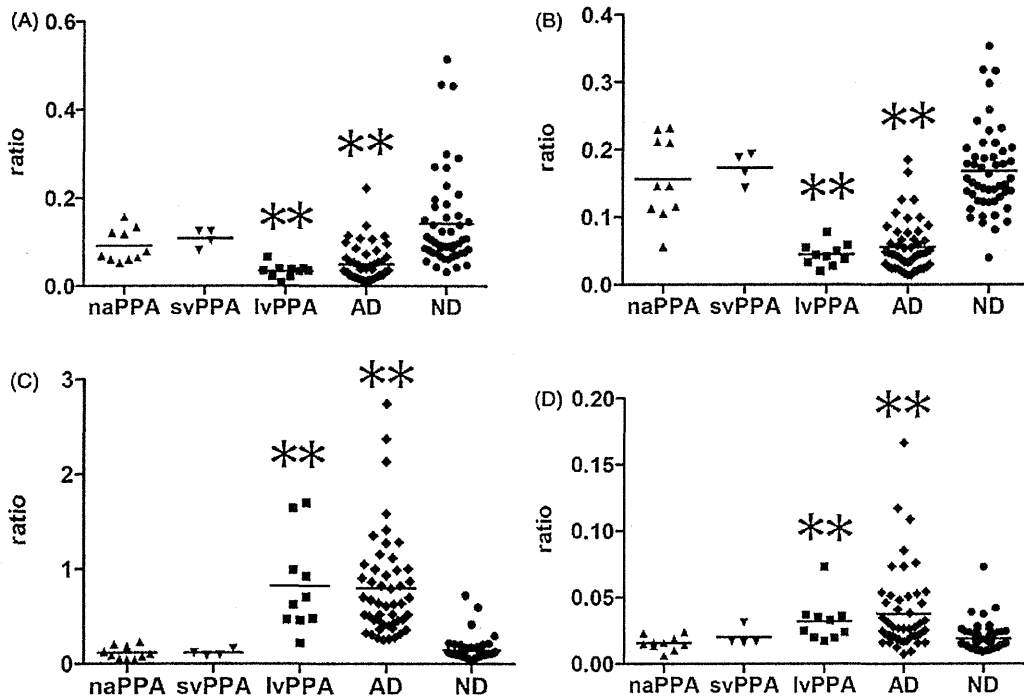 (A)
0.6
0.4
0.2
0.0
ratio
**
**
naPPA svPPA lvPPA AD ND
(B)
0.4
0.3
0.2
0.1
0.0
ratio
**
**
naPPA svPPA lvPPA AD ND
(C)
3
2
1
0
ratio
**
**
naPPA svPPA lvPPA AD ND
(D)
0.20
0.15
0.10
0.05
0.00
ratio
**
**
naPPA svPPA lvPPA AD ND